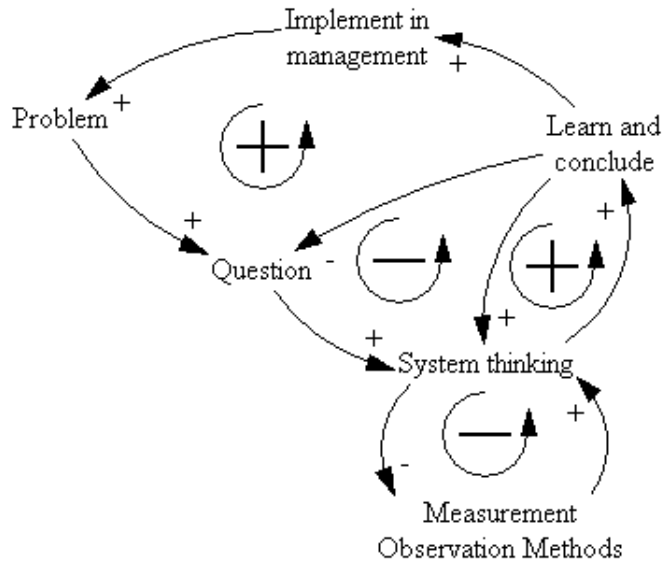 Implement in
management
+
Problem
+
+
Learn and
conclude
+
+
Question
-
−
+
+
+
System thinking
−
+
-
Measurement
Observation Methods